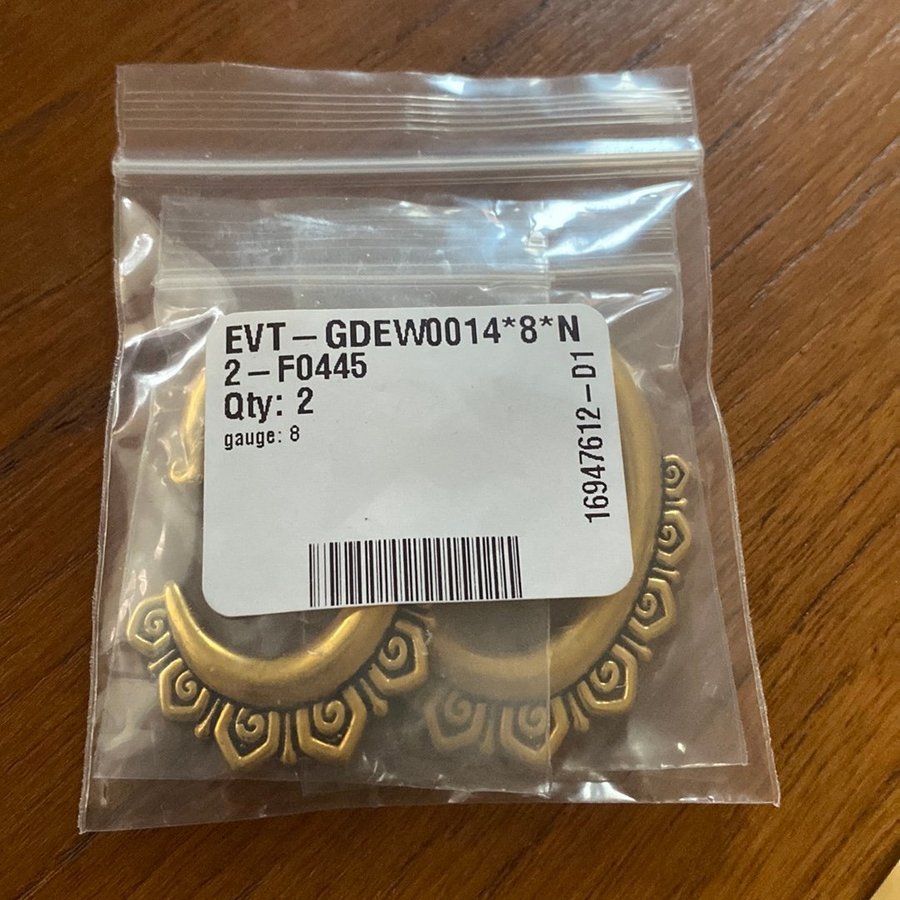 EVT-GDEW0014*8*N
2-F0445
Qty: 2
gauge: 8
16947612-D1